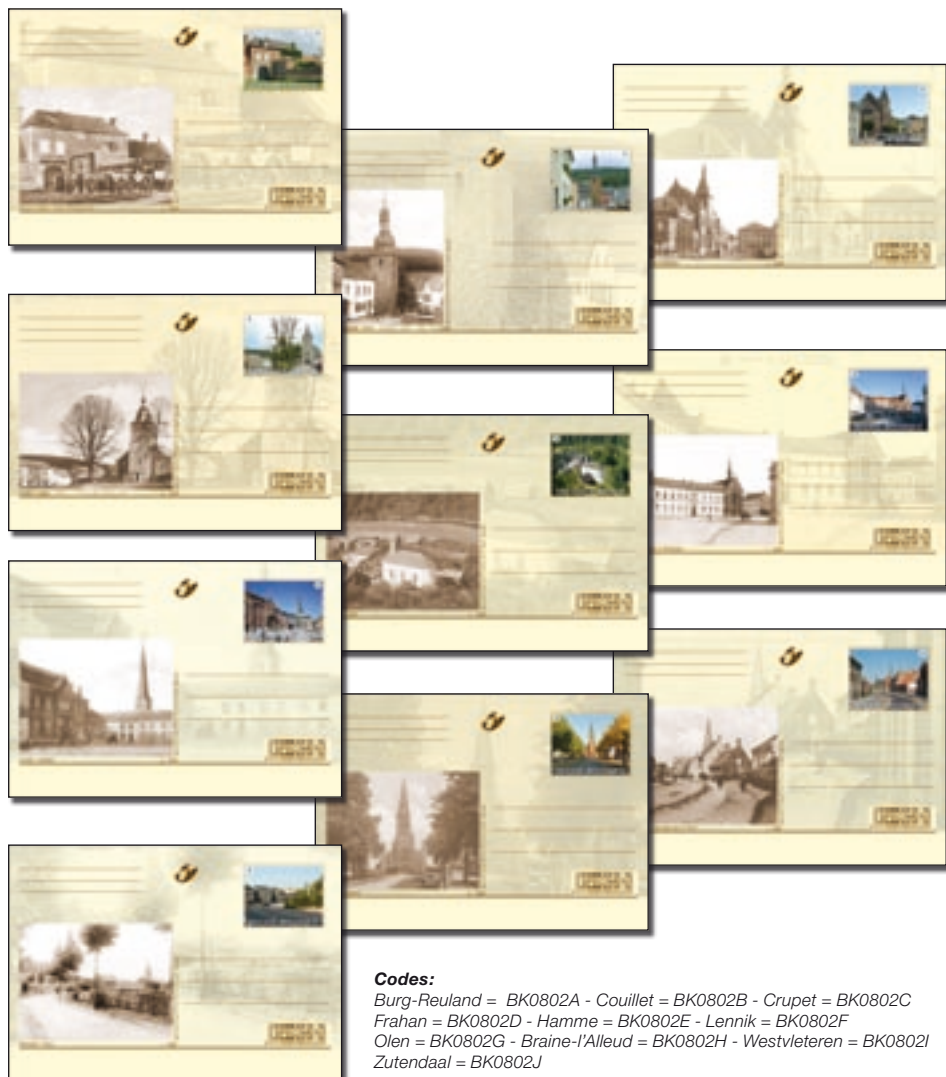 Codes:
Burg-Reuland = BK0802A - Couillet = BK0802B - Crupet = BK0802C
Frahan = BK0802D - Hamme = BK0802E - Lennik = BK0802F
Olen = BK0802G - Braine-l'Alleud = BK0802H - Westvleteren = BK0802I
Zutendaal = BK0802J